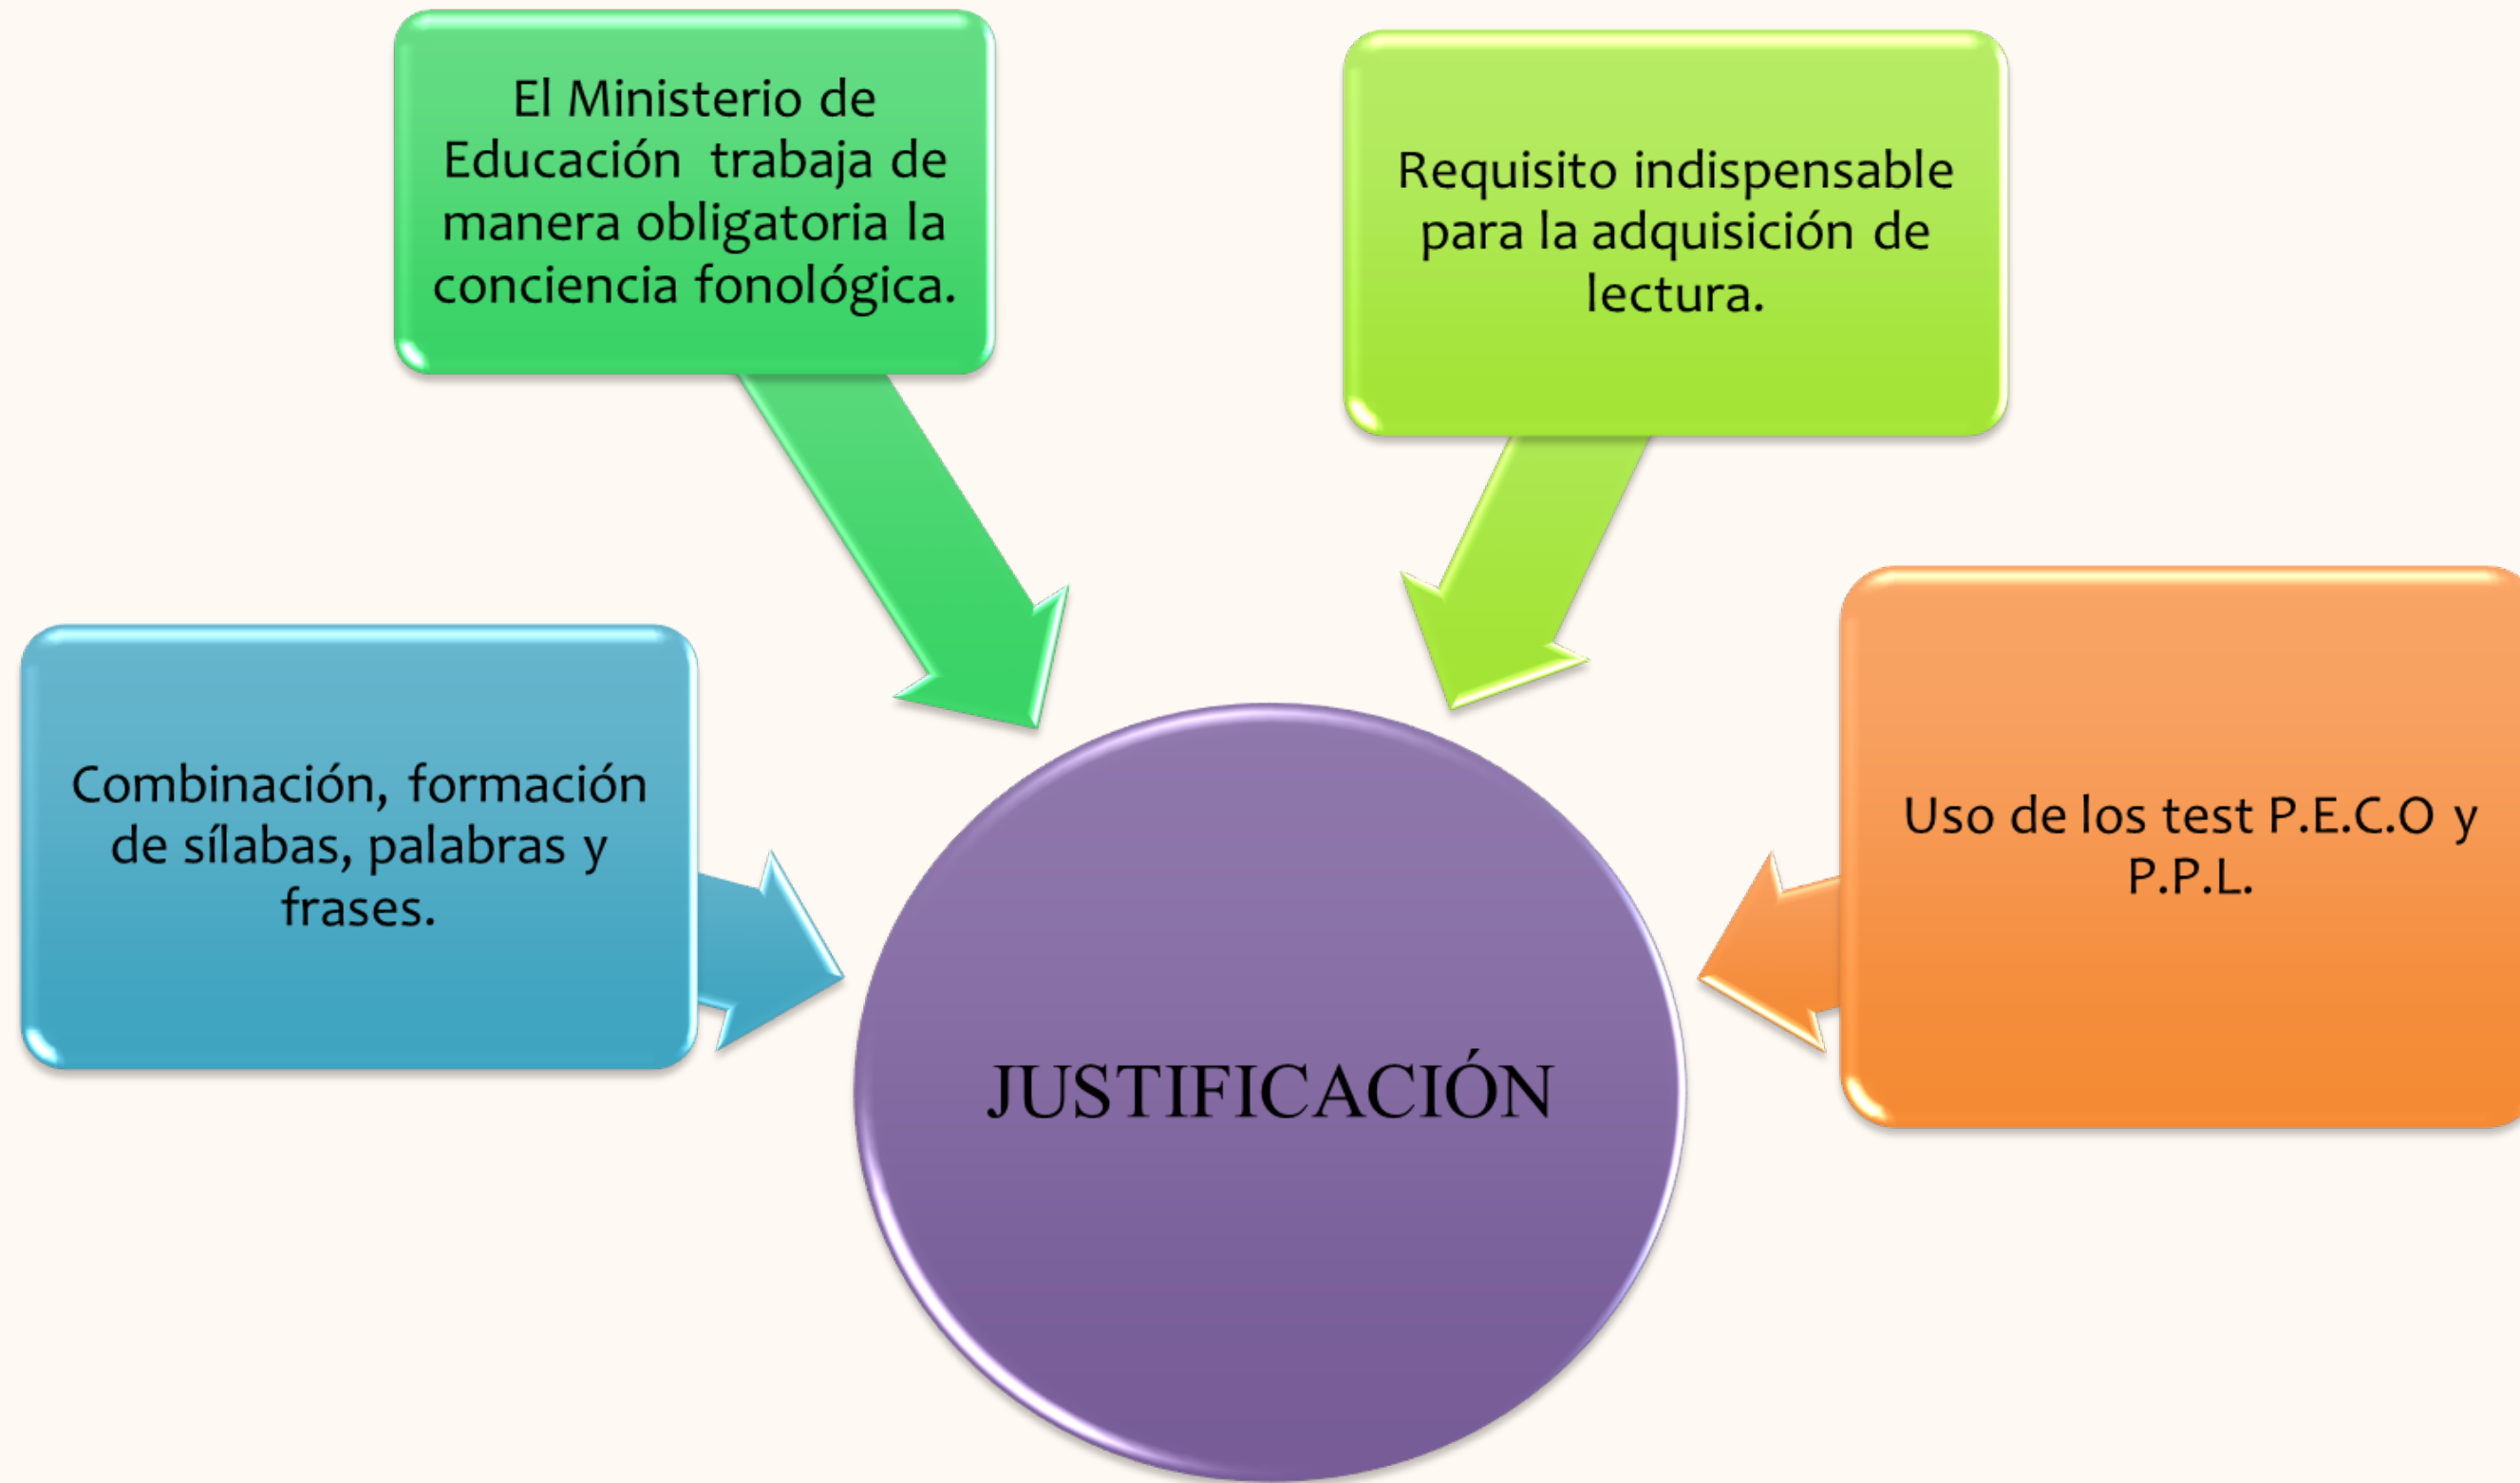 El Ministerio de
Educación trabaja de
manera obligatoria la
conciencia fonológica.
Requisito indispensable
para la adquisición de
lectura.
Combinación, formación
de sílabas, palabras y
frases.
Uso de los test P.E.C.O y
P.P.L.
JUSTIFICACIÓN